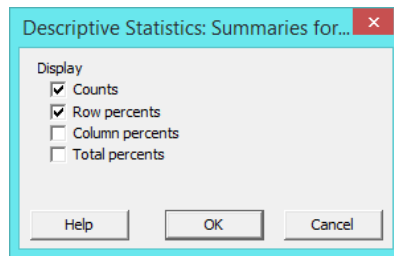 Descriptive Statistics: Summaries for...
Display
Counts
Row percents
Column percents
Total percents
Help
OK
Cancel